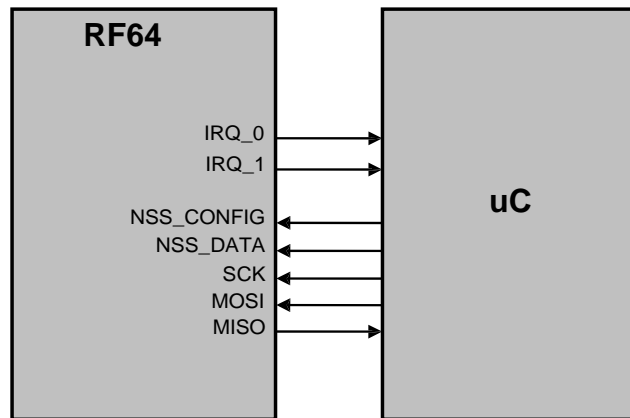 RF64
IRQ_0
IRQ_1
NSS_CONFIG
NSS_DATA
SCK
MOSI
MISO
uC